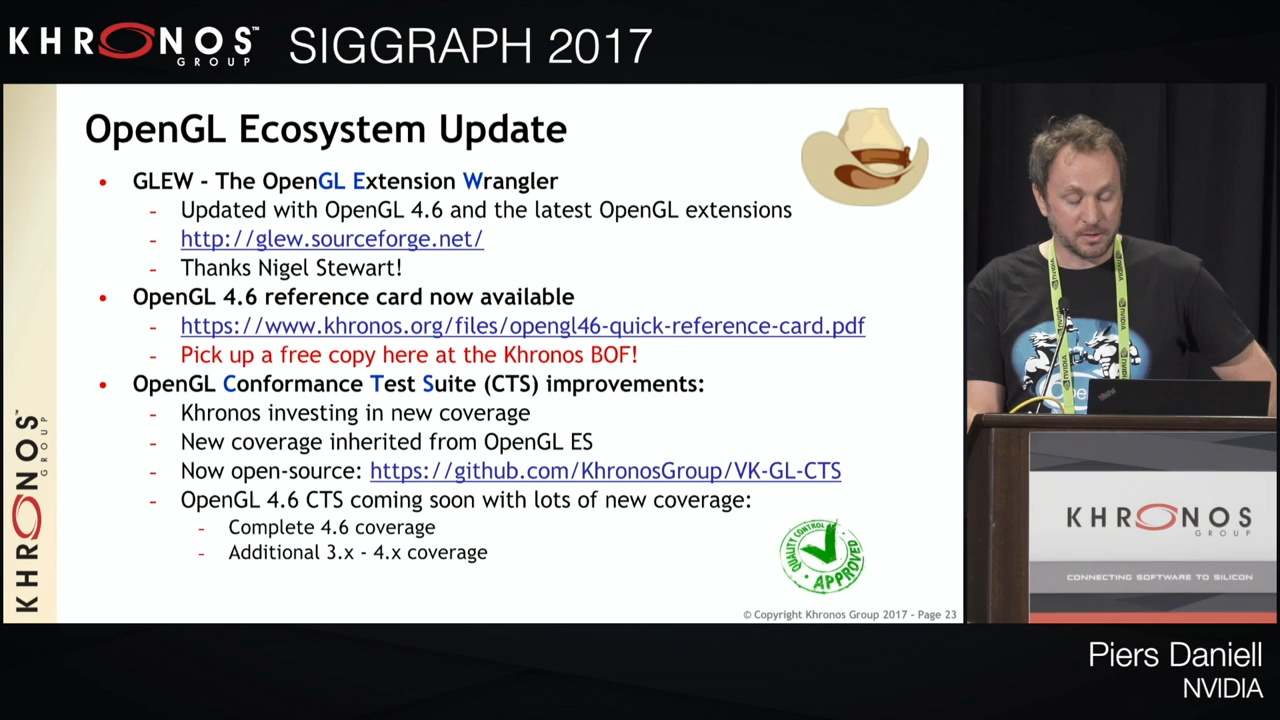 KHRONOS™ GROUP SIGGRAPH 2017
OpenGL Ecosystem Update
• GLEW - The OpenGL Extension Wrangler
- Updated with OpenGL 4.6 and the latest OpenGL extensions
- http://glew.sourceforge.net/
- Thanks Nigel Stewart!
• OpenGL 4.6 reference card now available
- https://www.khronos.org/files/opengl46-quick-reference-card.pdf
- Pick up a free copy here at the Khronos BOF!
• OpenGL Conformance Test Suite (CTS) improvements:
- Khronos investing in new coverage
- New coverage inherited from OpenGL ES
- Now open-source: https://github.com/KhronosGroup/VK-GL-CTS
- OpenGL 4.6 CTS coming soon with lots of new coverage:
- Complete 4.6 coverage
- Additional 3.x - 4.x coverage
QUALITY CONTROL
APPROVED
© Copyright Khronos Group 2017 - Page 23
KHRONOS™ GROUP
NVIDIA
NVIDIA
NVIDIA
ThinkPad
KHRONOS
GROUP
CONNECTING SOFTWARE TO SILICON
Piers Daniell
NVIDIA